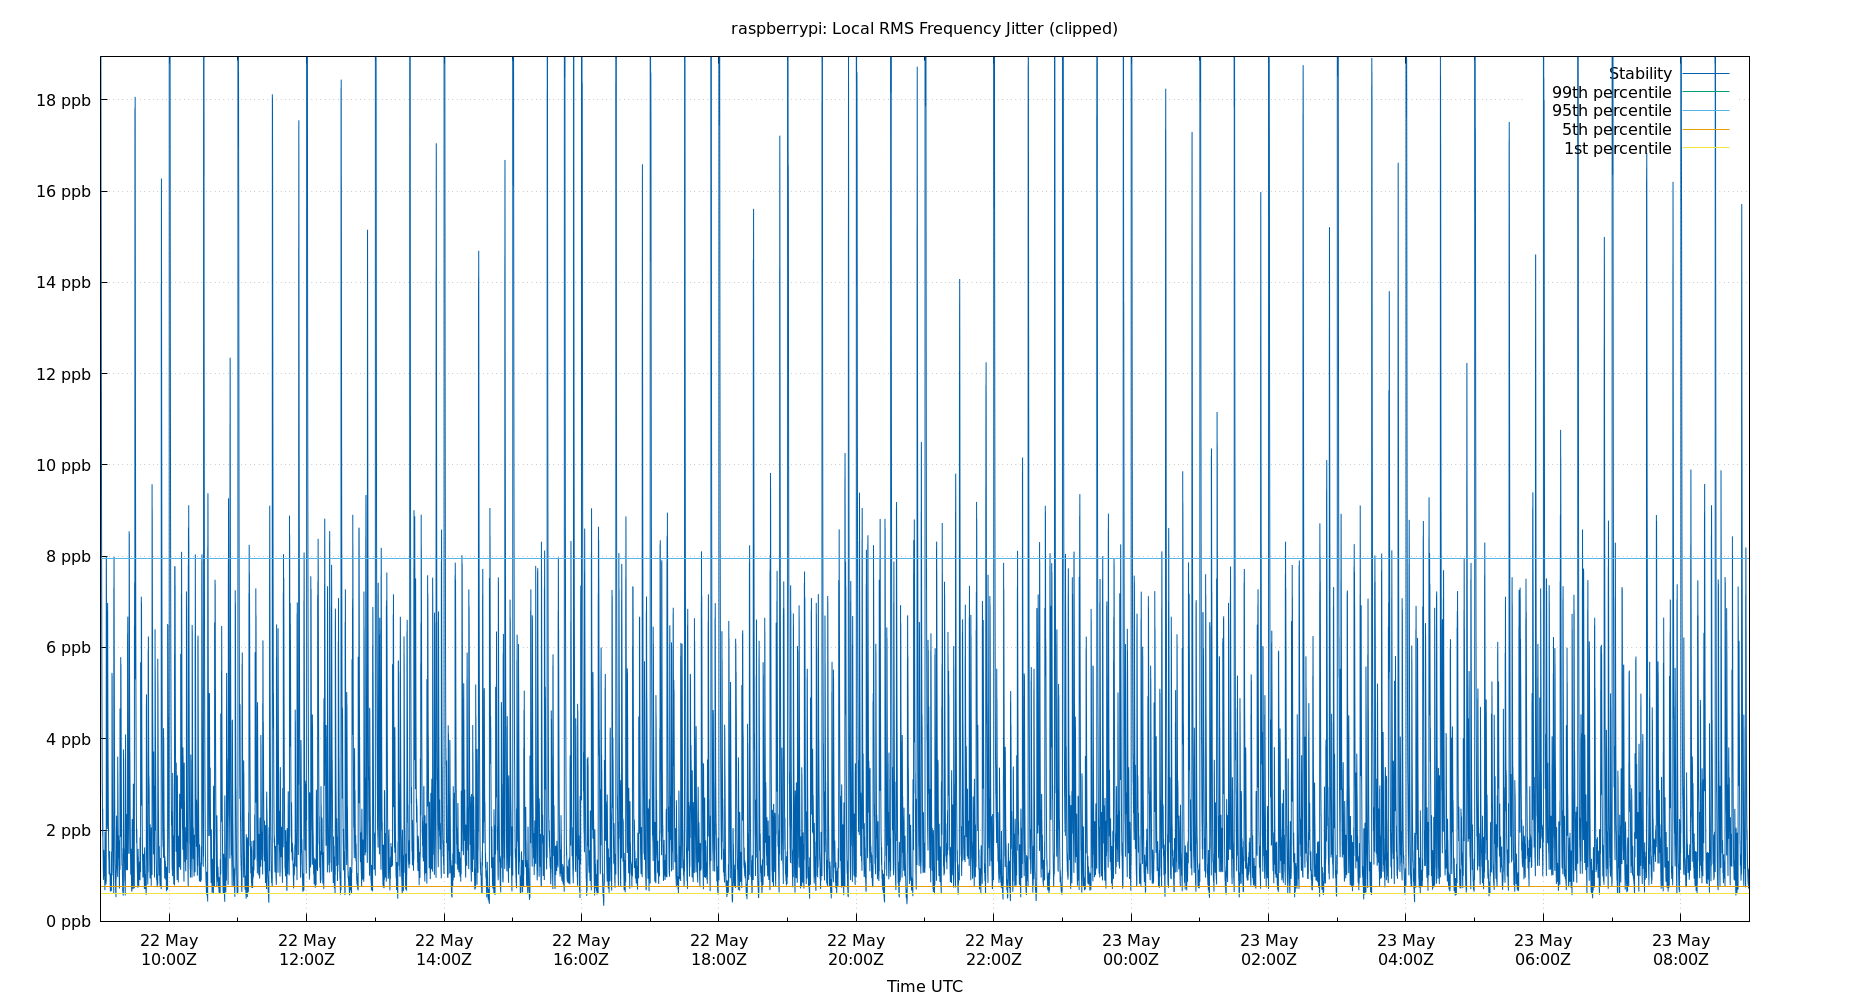 raspberrypi: Local RMS Frequency Jitter (clipped)
Stability
99th percentile
95th percentile
5th percentile
1st percentile
18 ppb
16 ppb
14 ppb
12 ppb
10 ppb
8 ppb
6 ppb
4 ppb
2 ppb
0 ppb
22 May 22 May 22 May 22 May 22 May 22 May 22 May 23 May 23 May 23 May 23 May 23 May
10:00Z 12:00Z 14:00Z 16:00Z 18:00Z 20:00Z 22:00Z 00:00Z 02:00Z 04:00Z 06:00Z 08:00Z
Time UTC